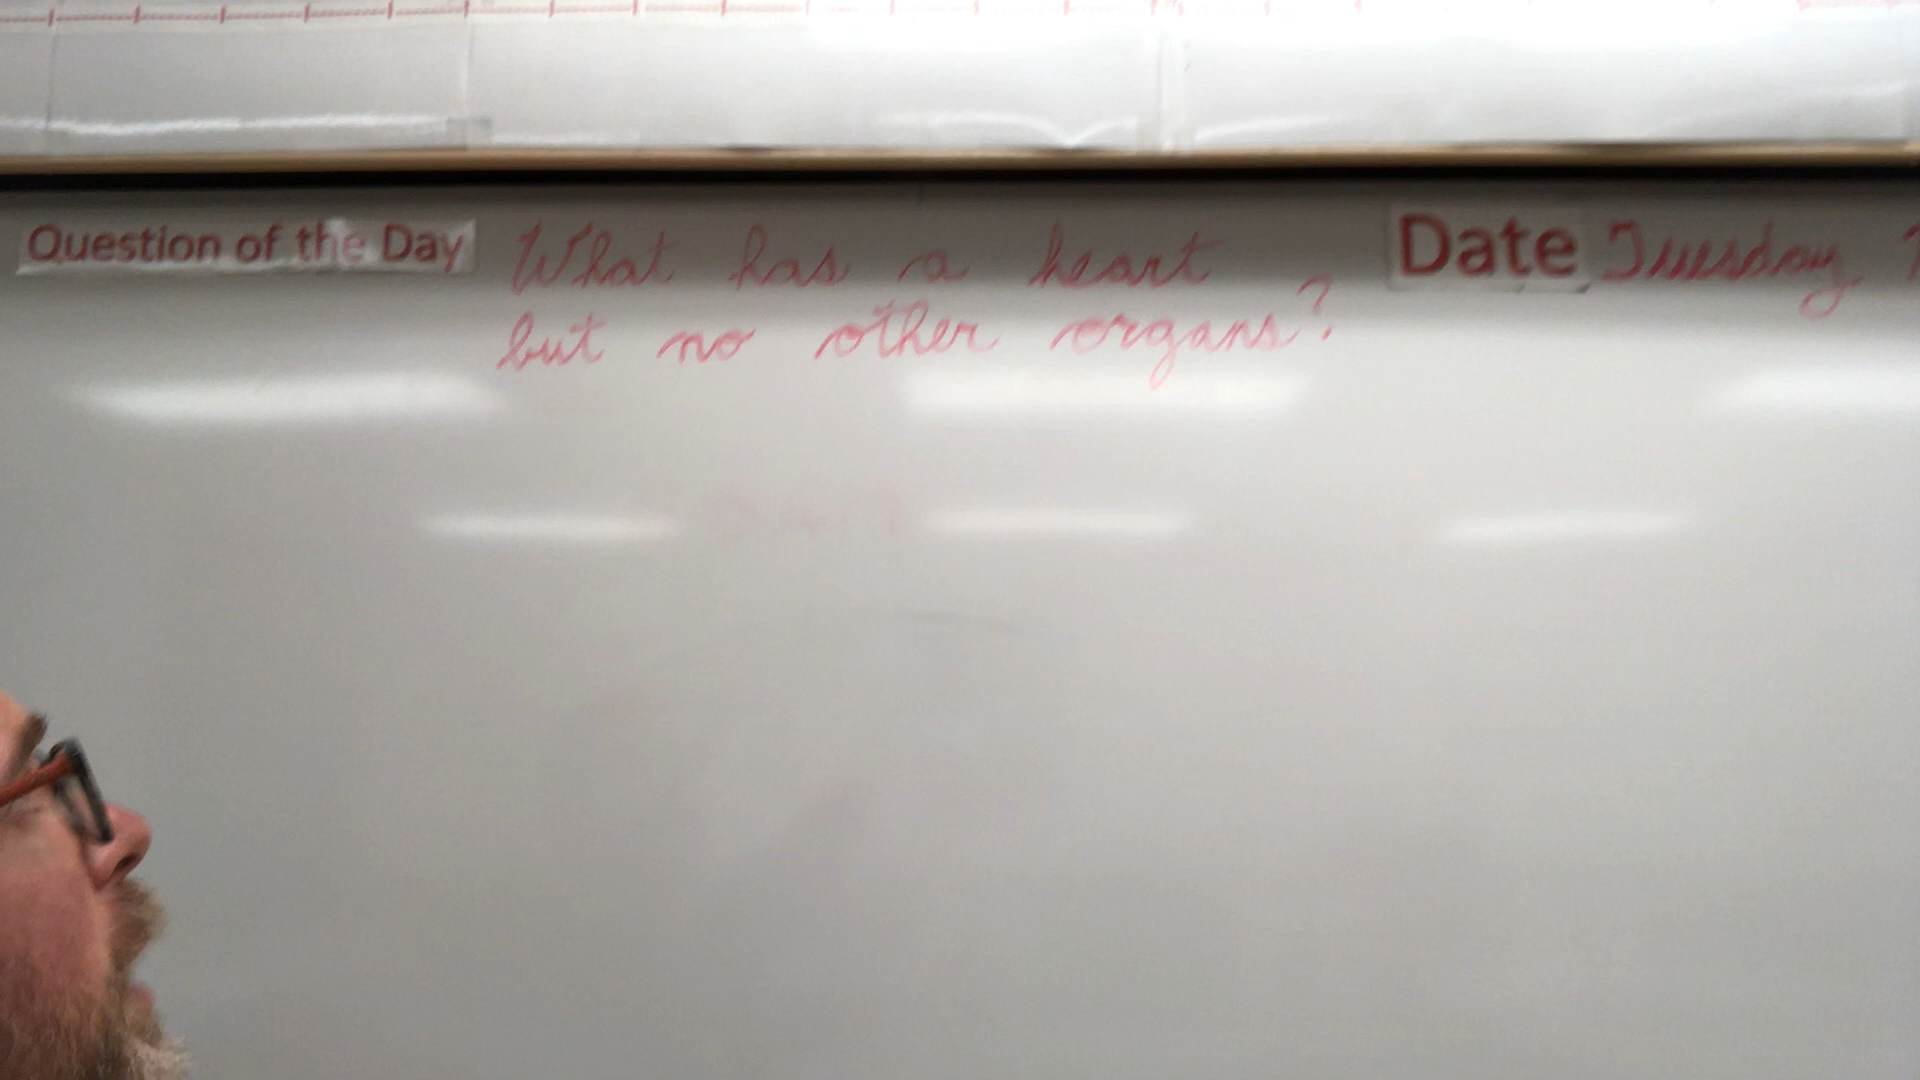 Question of the Day What has a heart
but no other organs?
Date Tuesday